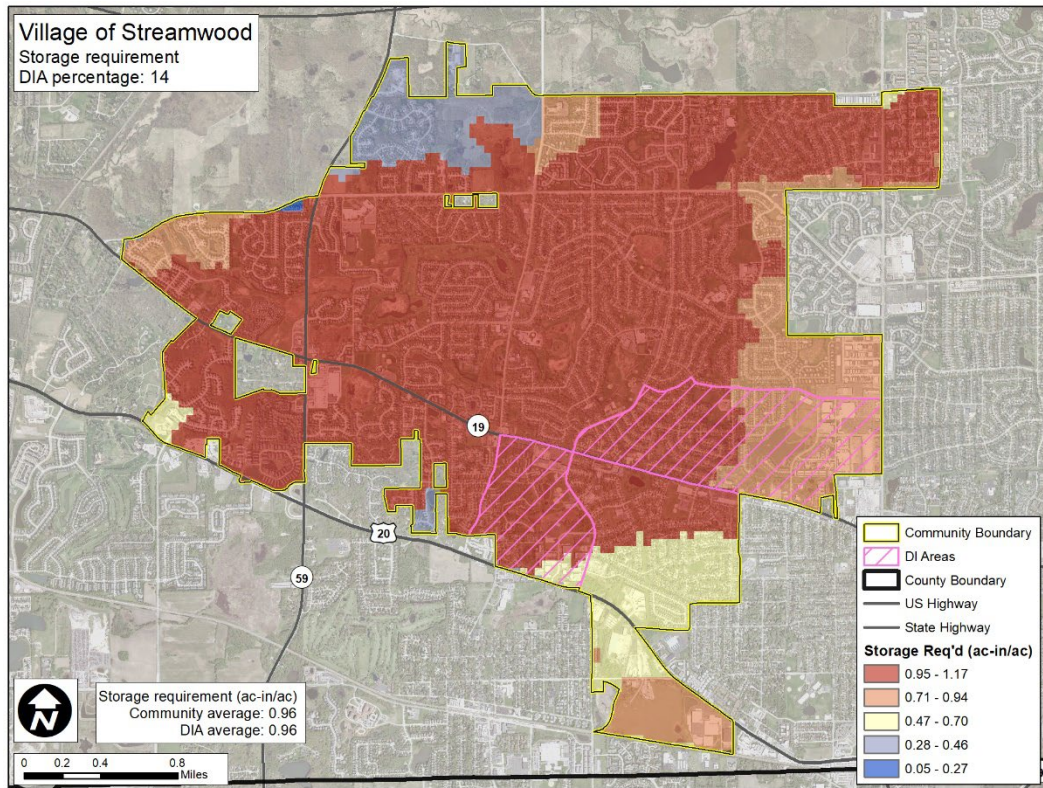 Village of Streamwood
Storage requirement
DIA percentage: 14
19
20
59
Community Boundary
DI Areas
County Boundary
US Highway
State Highway
Storage Req'd (ac-in/ac)
0.95 - 1.17
0.71 - 0.94
0.47 - 0.70
0.28 - 0.46
0.05 - 0.27
N
Storage requirement (ac-in/ac)
Community average: 0.96
DIA average: 0.96
0 0.2 0.4 0.8
Miles